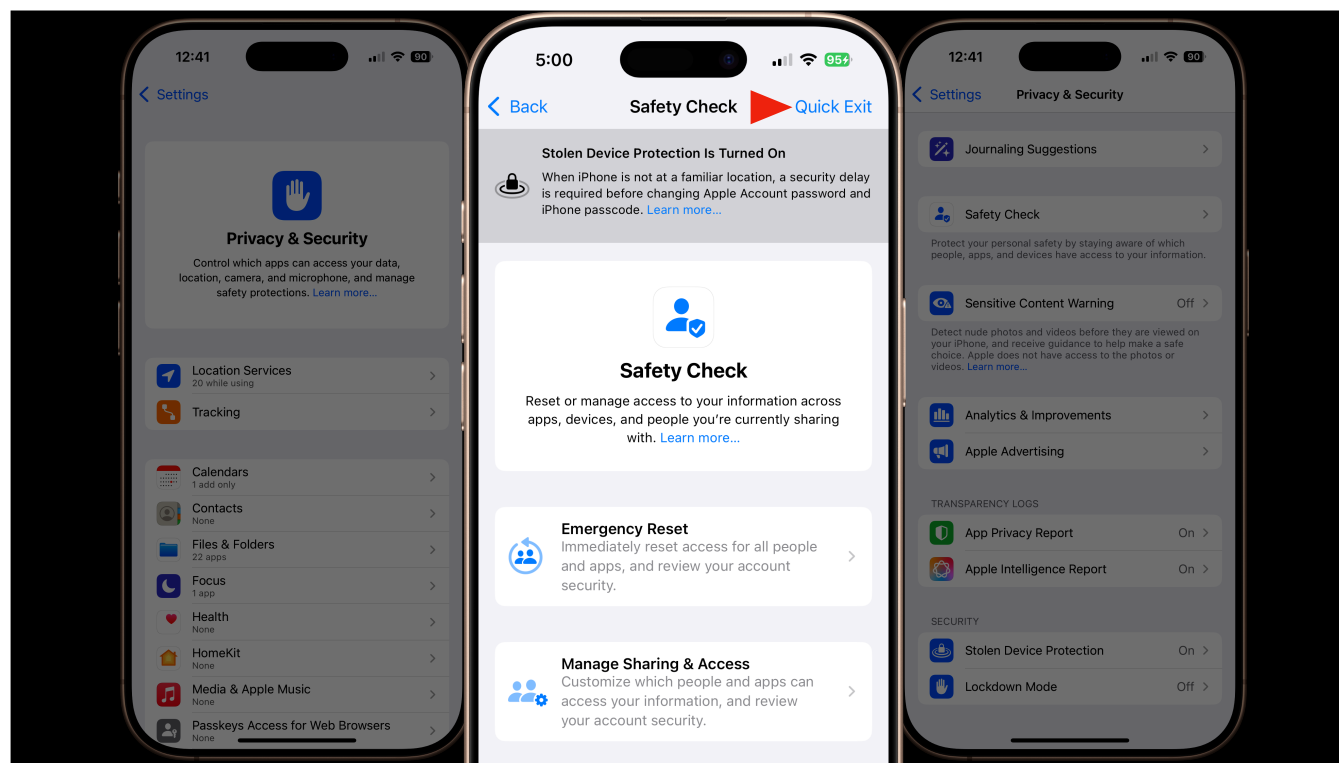 12:41
90
Settings
Privacy & Security
Control which apps can access your data,
location, camera, and microphone, and manage
safety protections. Learn more...
Location Services
20 while using
Tracking
Calendars
1 add only
Contacts
None
Files & Folders
22 apps
Focus
1 app
Health
None
HomeKit
None
Media & Apple Music
None
Passkeys Access for Web Browsers
None
5:00
95
Back
Safety Check
Quick Exit
Stolen Device Protection Is Turned On
When iPhone is not at a familiar location, a security delay
is required before changing Apple Account password and
iPhone passcode. Learn more...
Safety Check
Reset or manage access to your information across
apps, devices, and people you’re currently sharing
with. Learn more...
Emergency Reset
Immediately reset access for all people
and apps, and review your account
security.
Manage Sharing & Access
Customize which people and apps can
access your information, and review
your account security.
12:41
90
Settings
Privacy & Security
Journaling Suggestions
Safety Check
Protect your personal safety by staying aware of which
people, apps, and devices have access to your information.
Sensitive Content Warning Off
Detect nude photos and videos before they are viewed on
your iPhone, and receive guidance to help make a safe
choice. Apple does not have access to the photos or
videos. Learn more...
Analytics & Improvements
Apple Advertising
TRANSPARENCY LOGS
App Privacy Report On
Apple Intelligence Report On
SECURITY
Stolen Device Protection On
Lockdown Mode Off